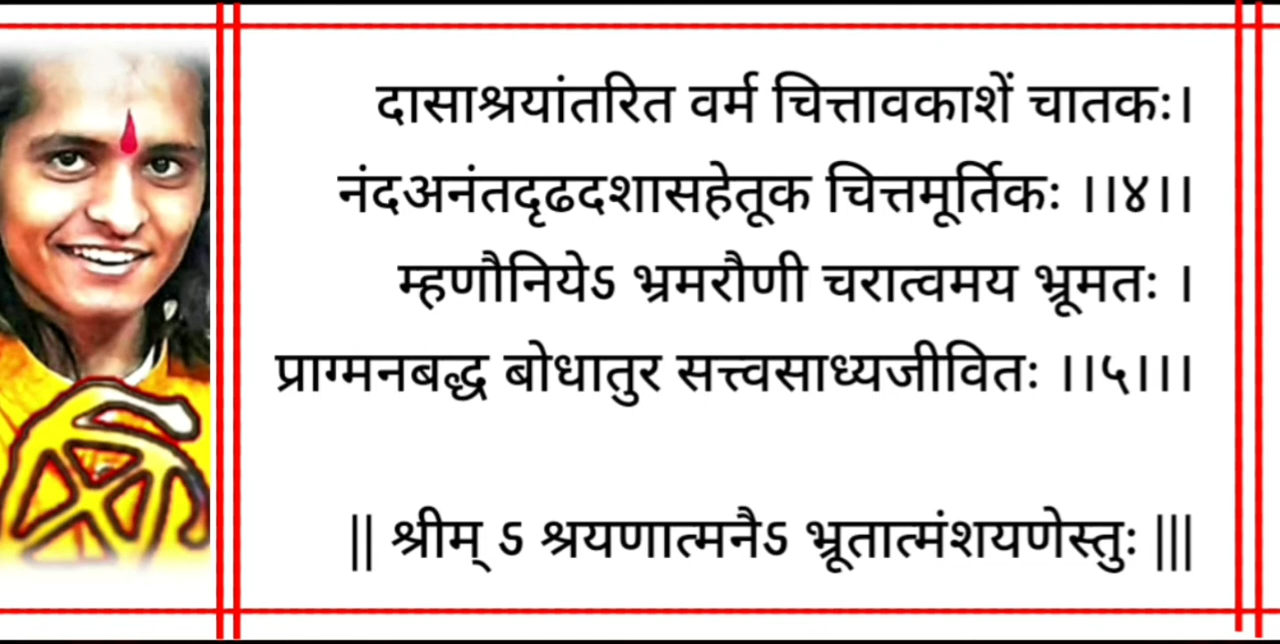 दासाश्रयांतरित वर्म चित्तावकाशें चातकः।
नंदअनंतदृढदशासहेतूक चित्तमूर्तिकः ।।४।।
म्हणौनियेऽ भ्रमरौणी चरात्वमय भ्रूमतः ।
प्राग्मनबद्ध बोधातुर सत्त्वसाध्यजीवितः ।।५।।।
|| श्रीम् ऽ श्रयणात्मनैऽ भ्रूतात्मंशयणेस्तुः |||